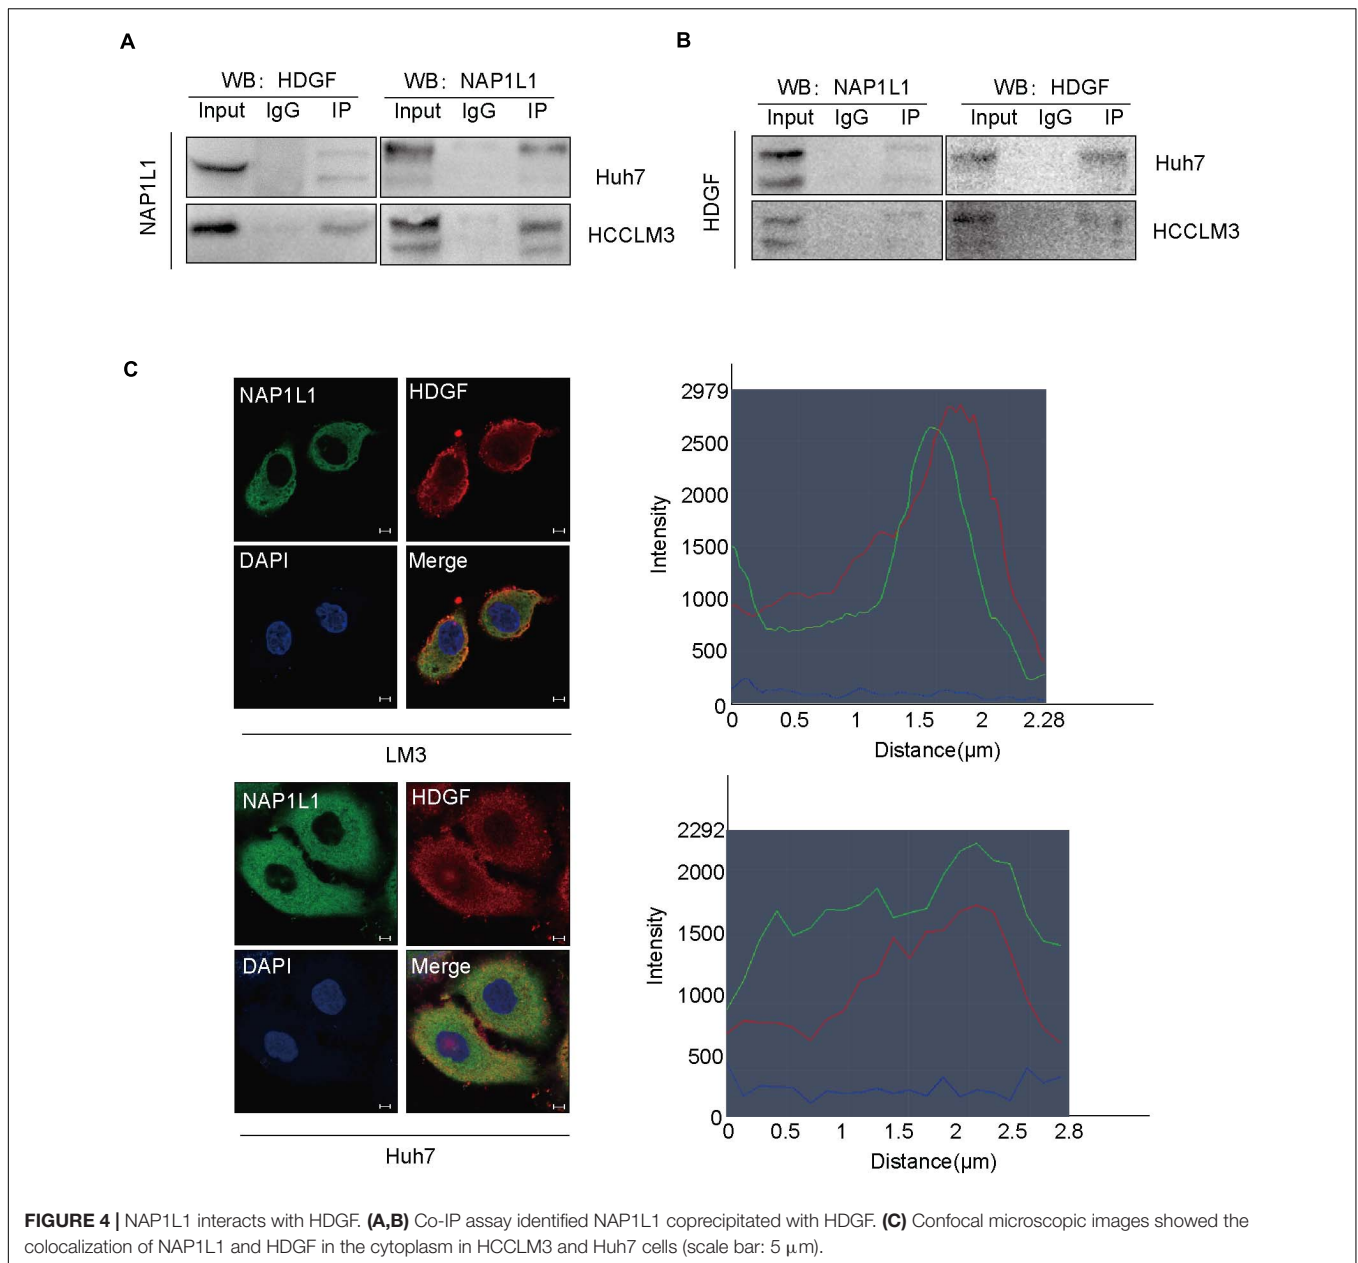 A
WB: HDGF WB: NAP1L1
Input IgG IP Input IgG IP
NAP1L1
Huh7
HCCLM3
B
WB: NAP1L1 WB: HDGF
Input IgG IP Input IgG IP
HDGF
Huh7
HCCLM3
C
NAP1L1 HDGF
DAPI Merge
LM3
2979
2500
2000
1500
1000
500
0
Intensity
0 0.5 1 1.5 2 2.28
Distance(μm)
NAP1L1 HDGF
DAPI Merge
Huh7
2292
2000
1500
1000
500
0
Intensity
0 0.5 1 1.5 2 2.5 2.8
Distance(μm)
FIGURE 4 | NAP1L1 interacts with HDGF. (A,B) Co-IP assay identified NAP1L1 coprecipitated with HDGF. (C) Confocal microscopic images showed the
colocalization of NAP1L1 and HDGF in the cytoplasm in HCCLM3 and Huh7 cells (scale bar: 5 μm).